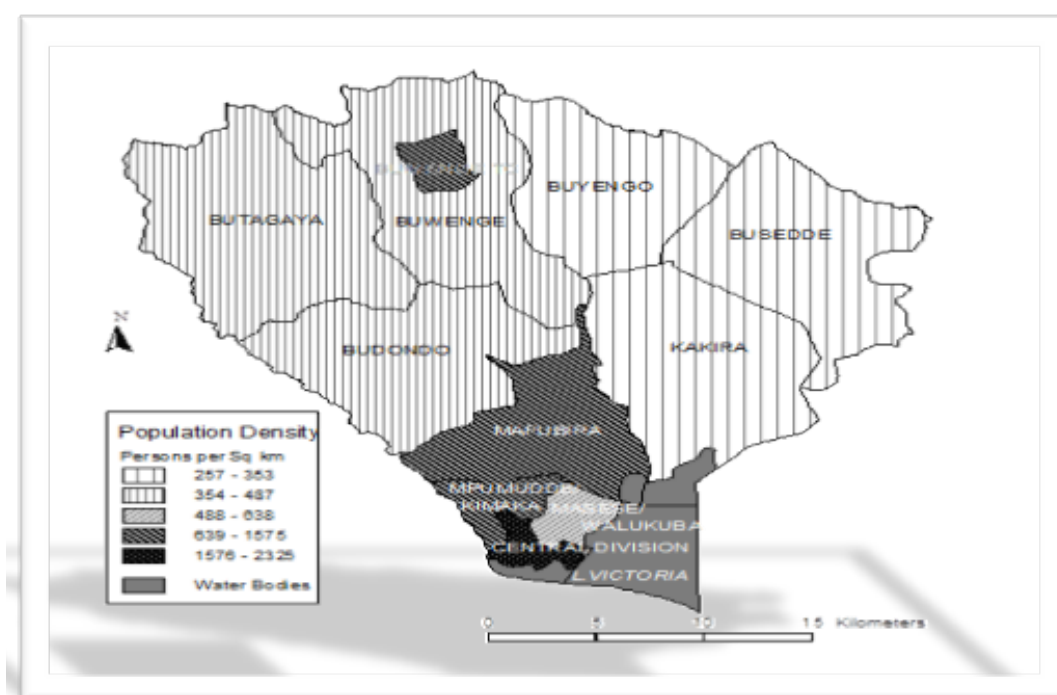 BUTAGAYA
BUWENGE
BUYENGO
BUSEDDE
BUDONDO
KAKIRA
N
MAFUBIRA
MPUMUDDE
KIMAKA
MASESE/
WALUKUBA
CENTRAL DIVISION
L.VICTORIA
Population Density
Persons per Sq km
257 - 353
354 - 487
488 - 638
639 - 1575
1576 - 2325
Water Bodies
0 5 10 15 Kilometers